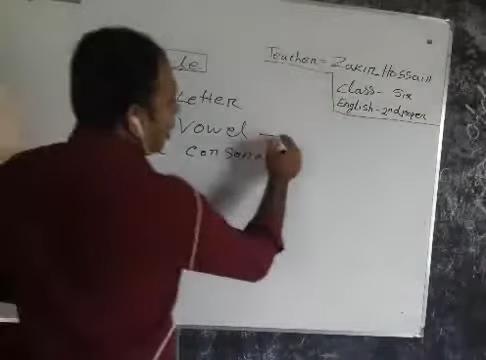 Teacher = Zakir Hossain
Class - Six
English - 2nd paper
Letter
Vowel -